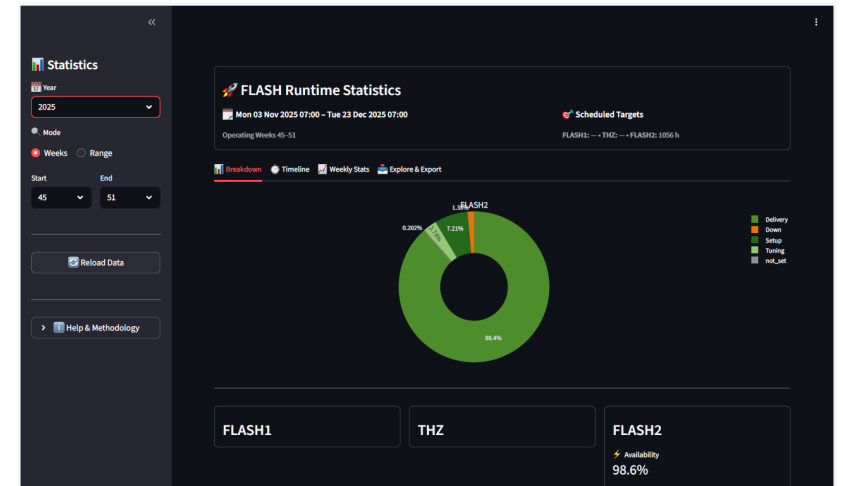 Statistics
Year
2025
Mode
Weeks
Range
Start
End
45
51
Reload Data
Help & Methodology
FLASH Runtime Statistics
Mon 03 Nov 2025 07:00 – Tue 23 Dec 2025 07:00
Operating Weeks 45–51
Scheduled Targets
FLASH1: — • THZ: — • FLASH2: 1056 h
Breakdown
Timeline
Weekly Stats
Explore & Export
FLASH2
0.202%
7.21%
88.4%
Delivery
Down
Setup
Tuning
not_set
FLASH1
THZ
FLASH2
Availability
98.6%